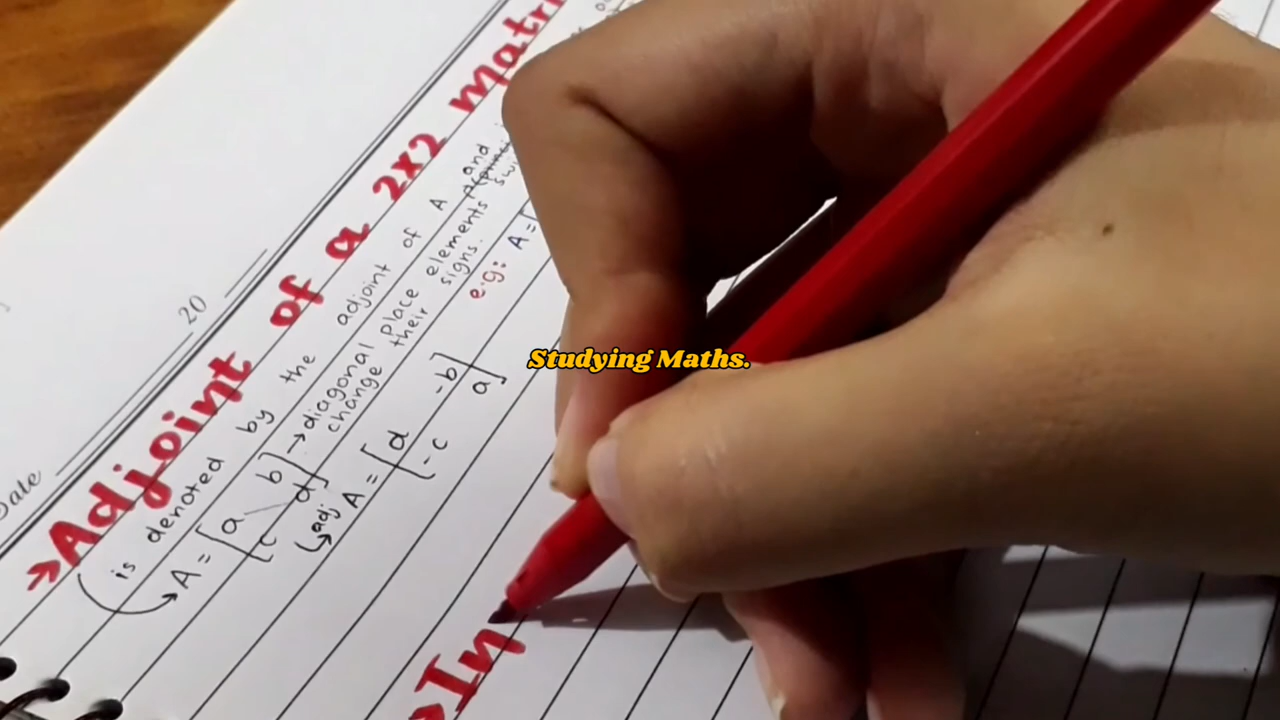 Date
20
→Adjoint of a 2x2 Matri
is denoted by the adjoint of A and
A = [a b
c d] →diagonal place elements
change their signs.
↳adj A = [d -b
-c a]
e.g: A = [
→In
Studying Maths.